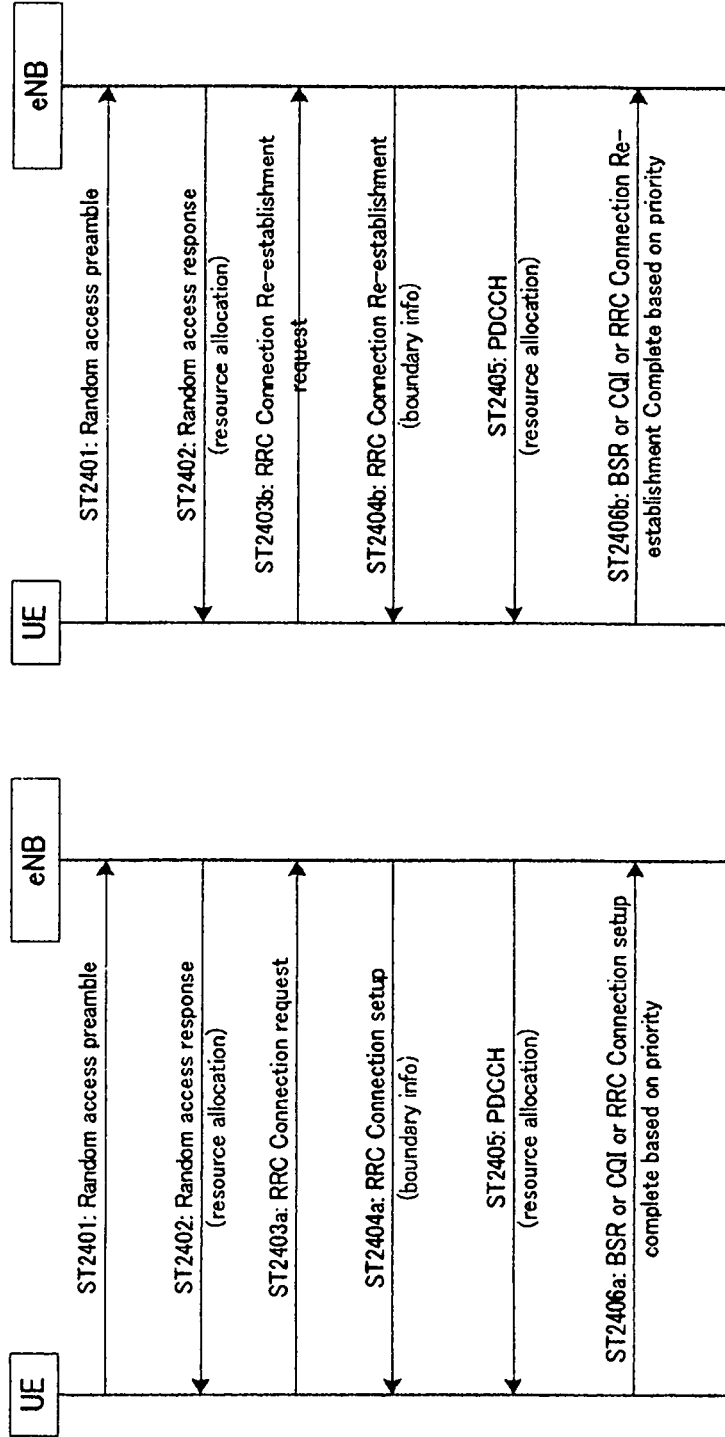 UE
eNB
ST2401: Random access preamble
ST2402: Random access response
(resource allocation)
ST2403a: RRC Connection request
ST2404a: RRC Connection setup
(boundary info)
ST2405: PDCCH
(resource allocation)
ST2406a: BSR or CQI or RRC Connection setup
complete based on priority
UE
eNB
ST2401: Random access preamble
ST2402: Random access response
(resource allocation)
ST2403b: RRC Connection Re-establishment
request
ST2404b: RRC Connection Re-establishment
(boundary info)
ST2405: PDCCH
(resource allocation)
ST2406b: BSR or CQI or RRC Connection Re-
establishment Complete based on priority